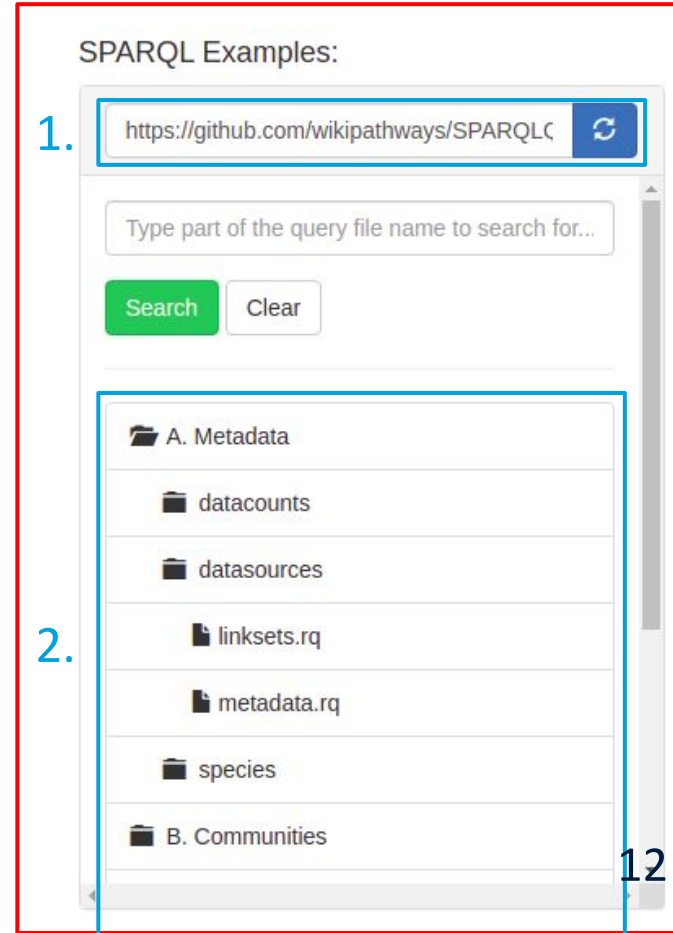 SPARQL Examples:
1.
https://github.com/wikipathways/SPARQLQ
Type part of the query file name to search for...
Search Clear
A. Metadata
datacounts
datasources
2.
linksets.rq
metadata.rq
species
B. Communities
12